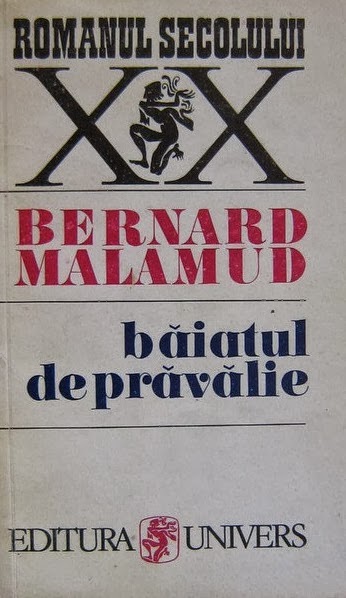 ROMANUL SECOLULUI
XX
BERNARD
MALAMUD
băiatul
de prăvălie
EDITURA UNIVERS